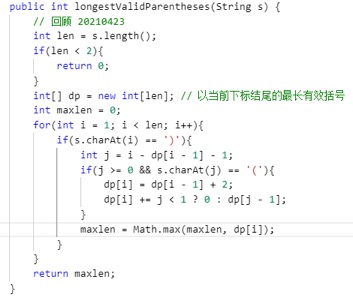 public int longestValidParentheses(String s) {
// 回顾 20210423
int len = s.length();
if(len < 2){
return 0;
}
int[] dp = new int[len]; // 以当前下标结尾的最长有效括号
int maxlen = 0;
for(int i = 1; i < len; i++){
if(s.charAt(i) == ')'){
int j = i - dp[i - 1] - 1;
if(j >= 0 && s.charAt(j) == '('){
dp[i] = dp[i - 1] + 2;
dp[i] += j < 1 ? 0 : dp[j - 1];
}
maxlen = Math.max(maxlen, dp[i]);
}
}
return maxlen;
}